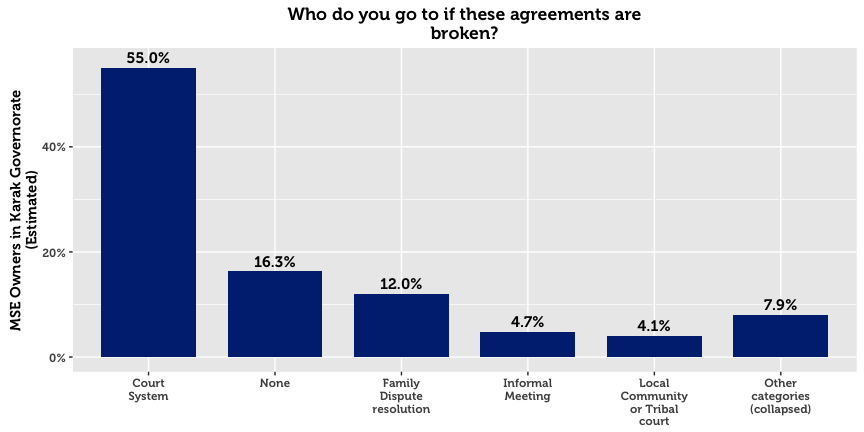 Who do you go to if these agreements are
broken?
MSE Owners in Karak Governorate
(Estimated)
40%
20%
0%
55.0%
16.3%
12.0%
4.7%
4.1%
7.9%
Court
System
None
Family
Dispute
resolution
Informal
Meeting
Local
Community
or Tribal
court
Other
categories
(collapsed)